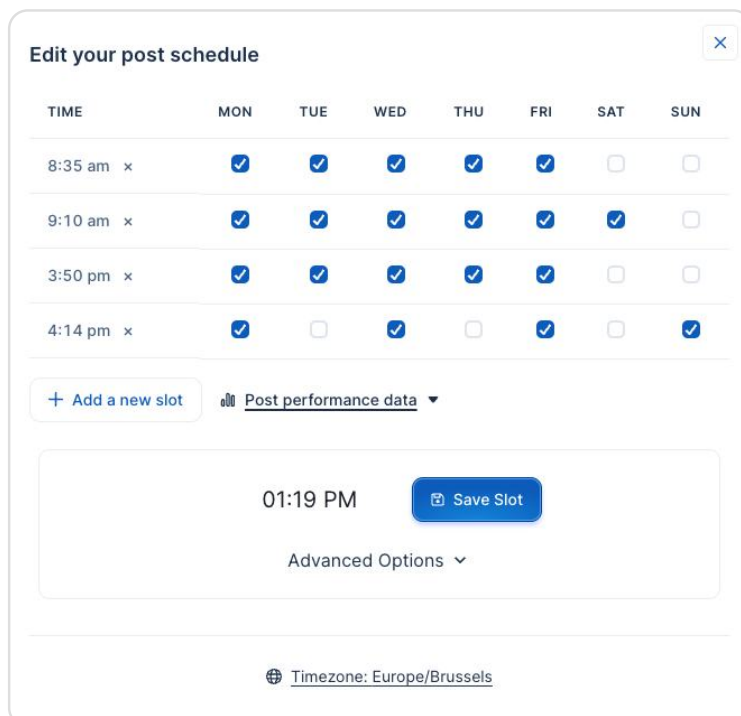 Edit your post schedule
TIME MON TUE WED THU FRI SAT SUN
8:35 am ×
9:10 am ×
3:50 pm ×
4:14 pm ×
+ Add a new slot Post performance data
01:19 PM Save Slot
Advanced Options
Timezone: Europe/Brussels